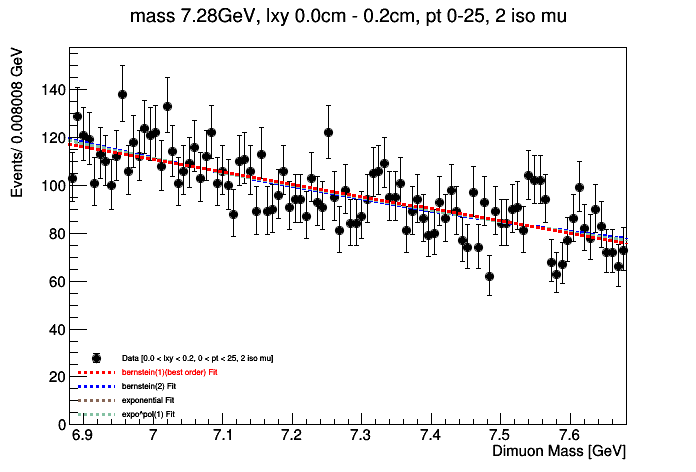 mass 7.28GeV, lxy 0.0cm - 0.2cm, pt 0-25, 2 iso mu
Events/ 0.008008 GeV
140
120
100
80
60
40
20
0
Data [0.0 < lxy < 0.2, 0 < pt < 25, 2 iso mu]
bernstein(1)(best order) Fit
bernstein(2) Fit
exponential Fit
expo*pol(1) Fit
6.9 7 7.1 7.2 7.3 7.4 7.5 7.6
Dimuon Mass [GeV]